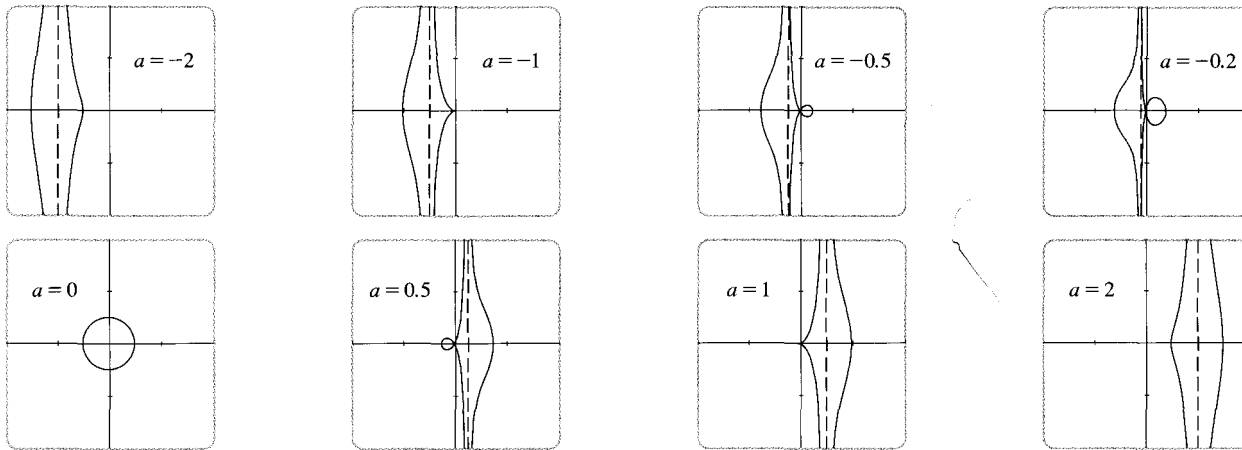 a = −2
a = −1
a = −0.5
a = −0.2
a = 0
a = 0.5
a = 1
a = 2